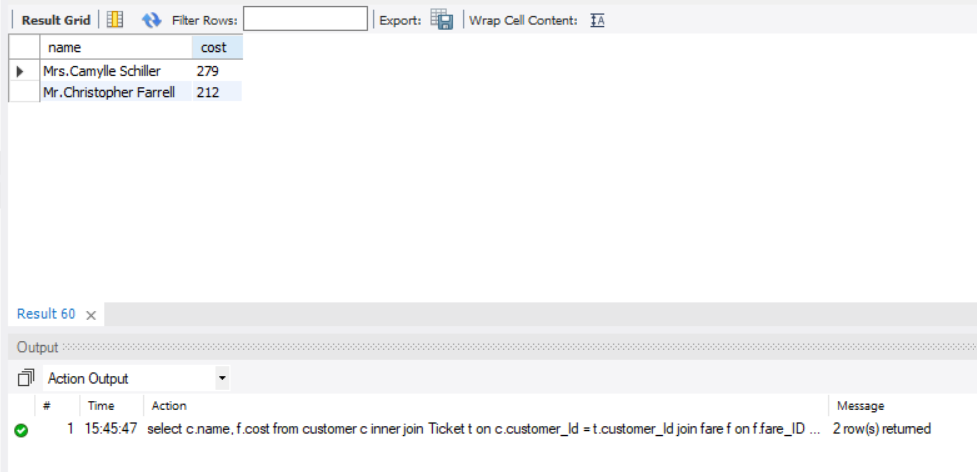 Result Grid Filter Rows: Export: Wrap Cell Content: IA
name cost
Mrs.Camylle Schiller 279
Mr.Christopher Farrell 212
Result 60 ×
Output
Action Output
# Time Action Message
1 15:45:47 select c.name, f.cost from customer c inner join Ticket t on c.customer_Id = t.customer_Id join fare f on f.fare_ID ... 2 row(s) returned